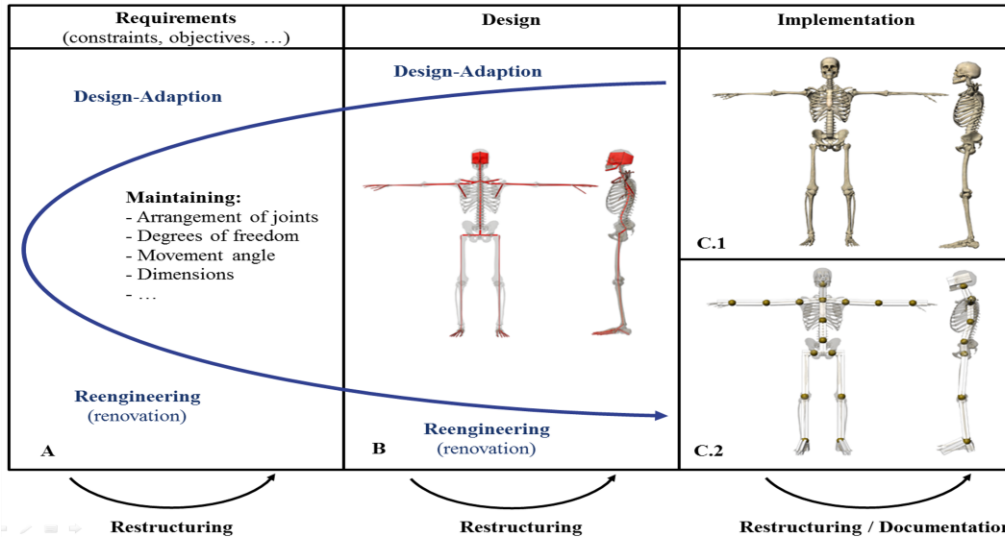 Requirements
(constraints, objectives, …)
Design
Implementation
Design-Adaption
Maintaining:
- Arrangement of joints
- Degrees of freedom
- Movement angle
- Dimensions
- …
Reengineering
(renovation)
A
Design-Adaption
Reengineering
(renovation)
B
C.1
C.2
Restructuring
Restructuring
Restructuring / Documentation